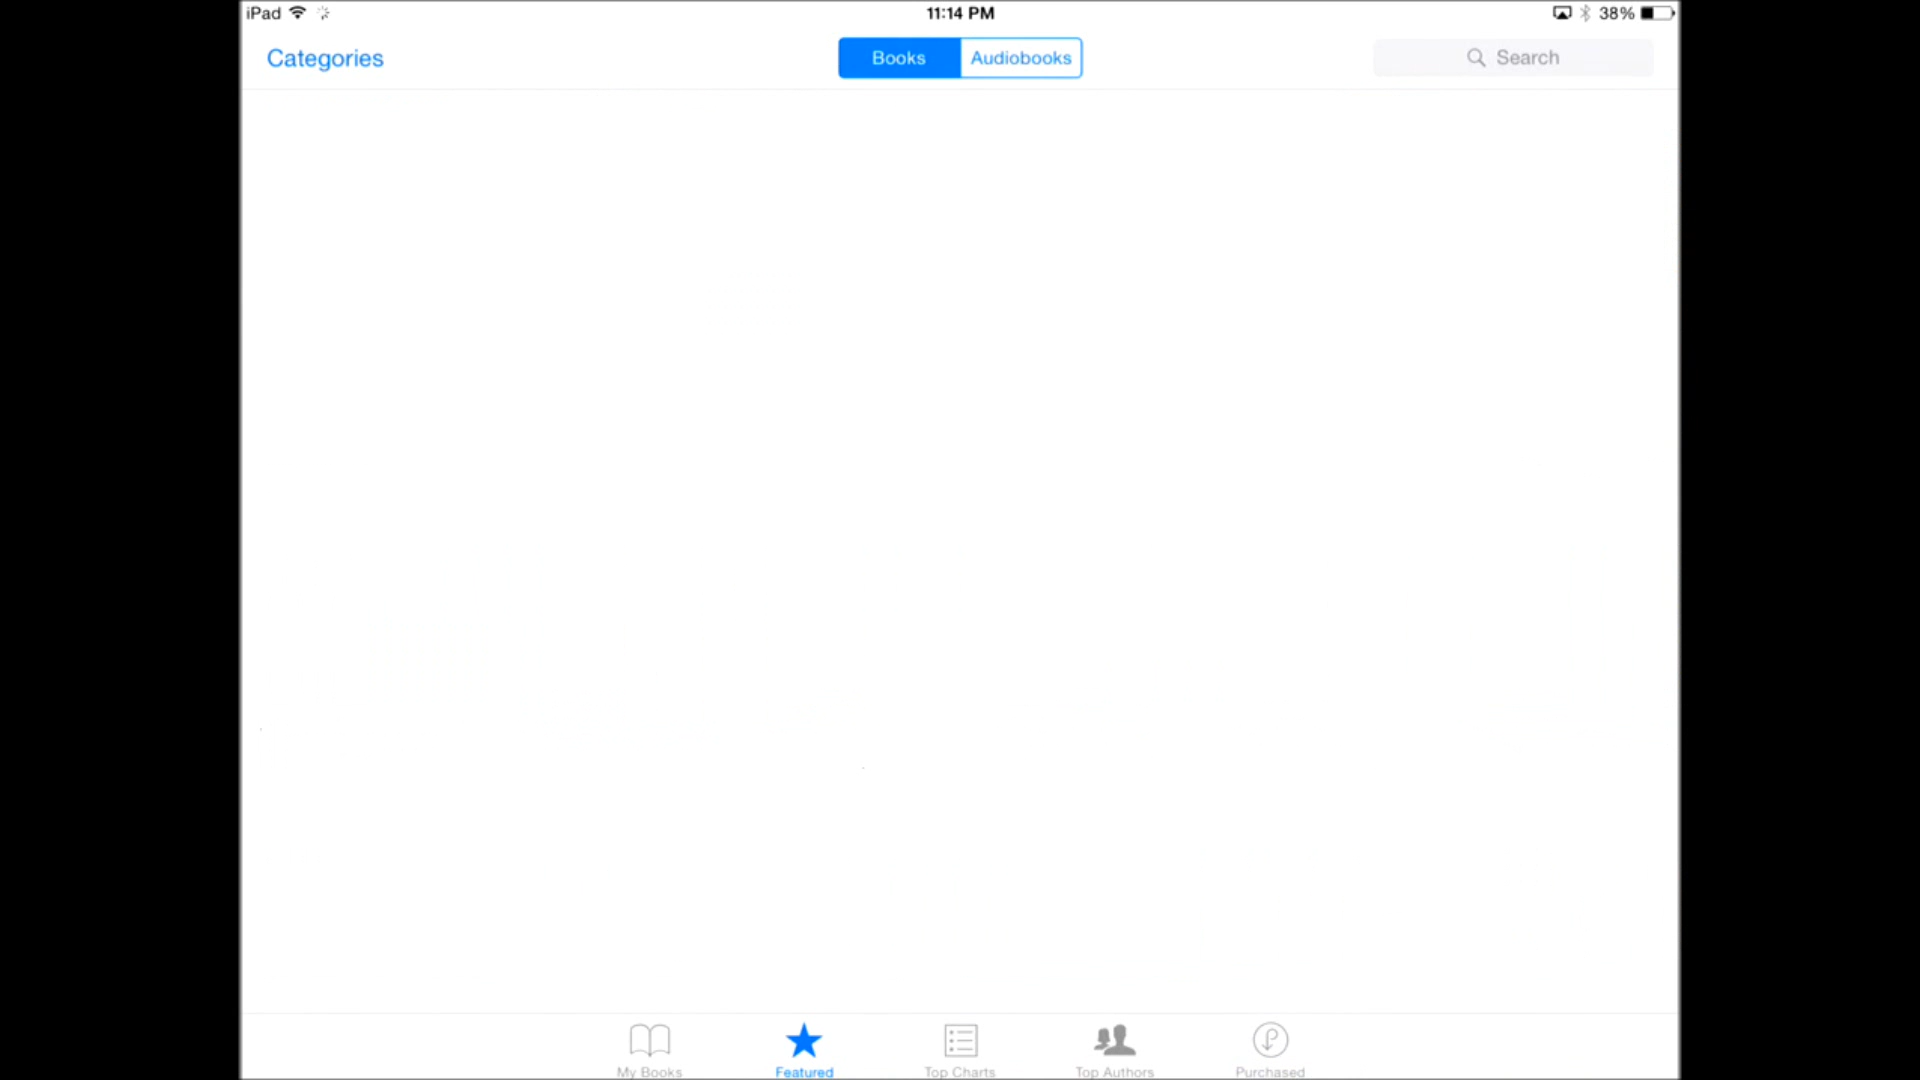 iPad 11:14 PM 38%
Categories Books Audiobooks Search
My Books Featured Top Charts Top Authors Purchased